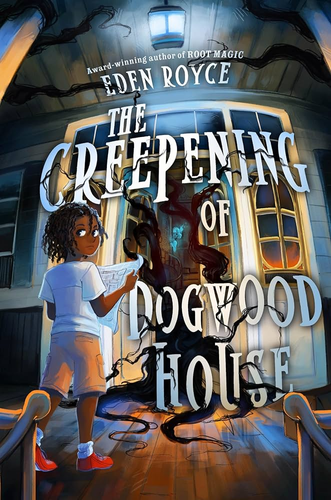 Award-winning author of ROOT MAGIC
EDEN ROYCE
THE
CREEPENING
OF
DOGWOOD
HOUSE